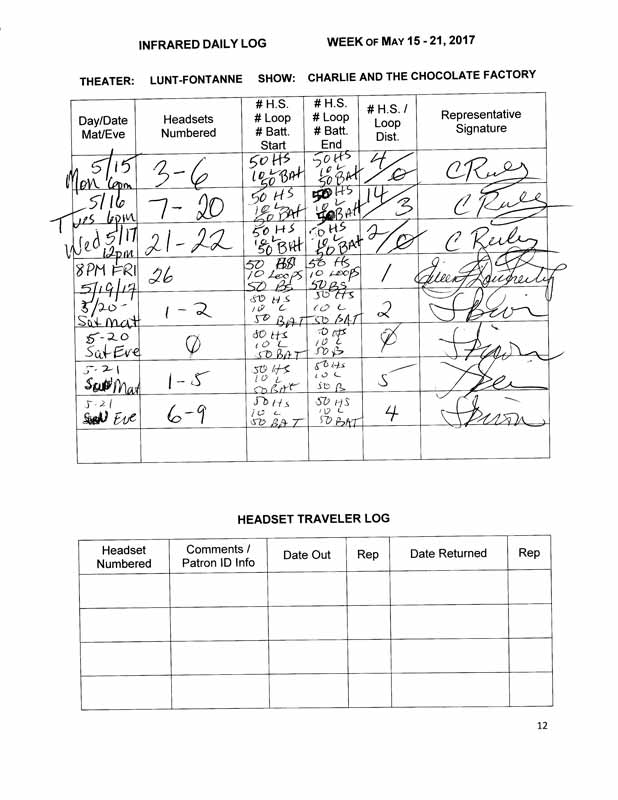 INFRARED DAILY LOG WEEK OF MAY 15 - 21, 2017
THEATER: LUNT-FONTANNE SHOW: CHARLIE AND THE CHOCOLATE FACTORY
Day/Date
Mat/Eve
Headsets
Numbered
# H.S.
# Loop
# Batt.
Start
# H.S.
# Loop
# Batt.
End
# H.S. /
Loop
Dist.
Representative
Signature
5/15
Mon 6pm
3-6
50 HS
10 L
50 BAT
50 HS
10 L
50 BAT
4/0
5/16
Tues 6pm
7-20
50 HS
10 L
50 BAT
50 HS
10 L
50 BAT
14/3
Wed 5/17
12pm
21-22
50 HS
10 L
50 BAT
50 HS
10 L
50 BAT
2/0
8PM FRI
5/19/17
26
50 HS
10 Loops
50 BS
50 HS
10 Loops
50 BS
1
5/20-
Sat Mat
1-2
50 HS
10 L
50 BAT
50 HS
10 L
50 BAT
2
5-20
Sat Eve
0
50 HS
10 L
50 BAT
50 HS
10 L
50 B
0
5-21
Sun Mat
1-5
50 HS
10 L
50 BAT
50 HS
10 L
50 B
5
5-21
Sun Eve
6-9
50 HS
10 L
50 BAT
50 HS
10 L
50 BAT
4
HEADSET TRAVELER LOG
Headset
Numbered
Comments /
Patron ID Info
Date Out
Rep
Date Returned
Rep
12